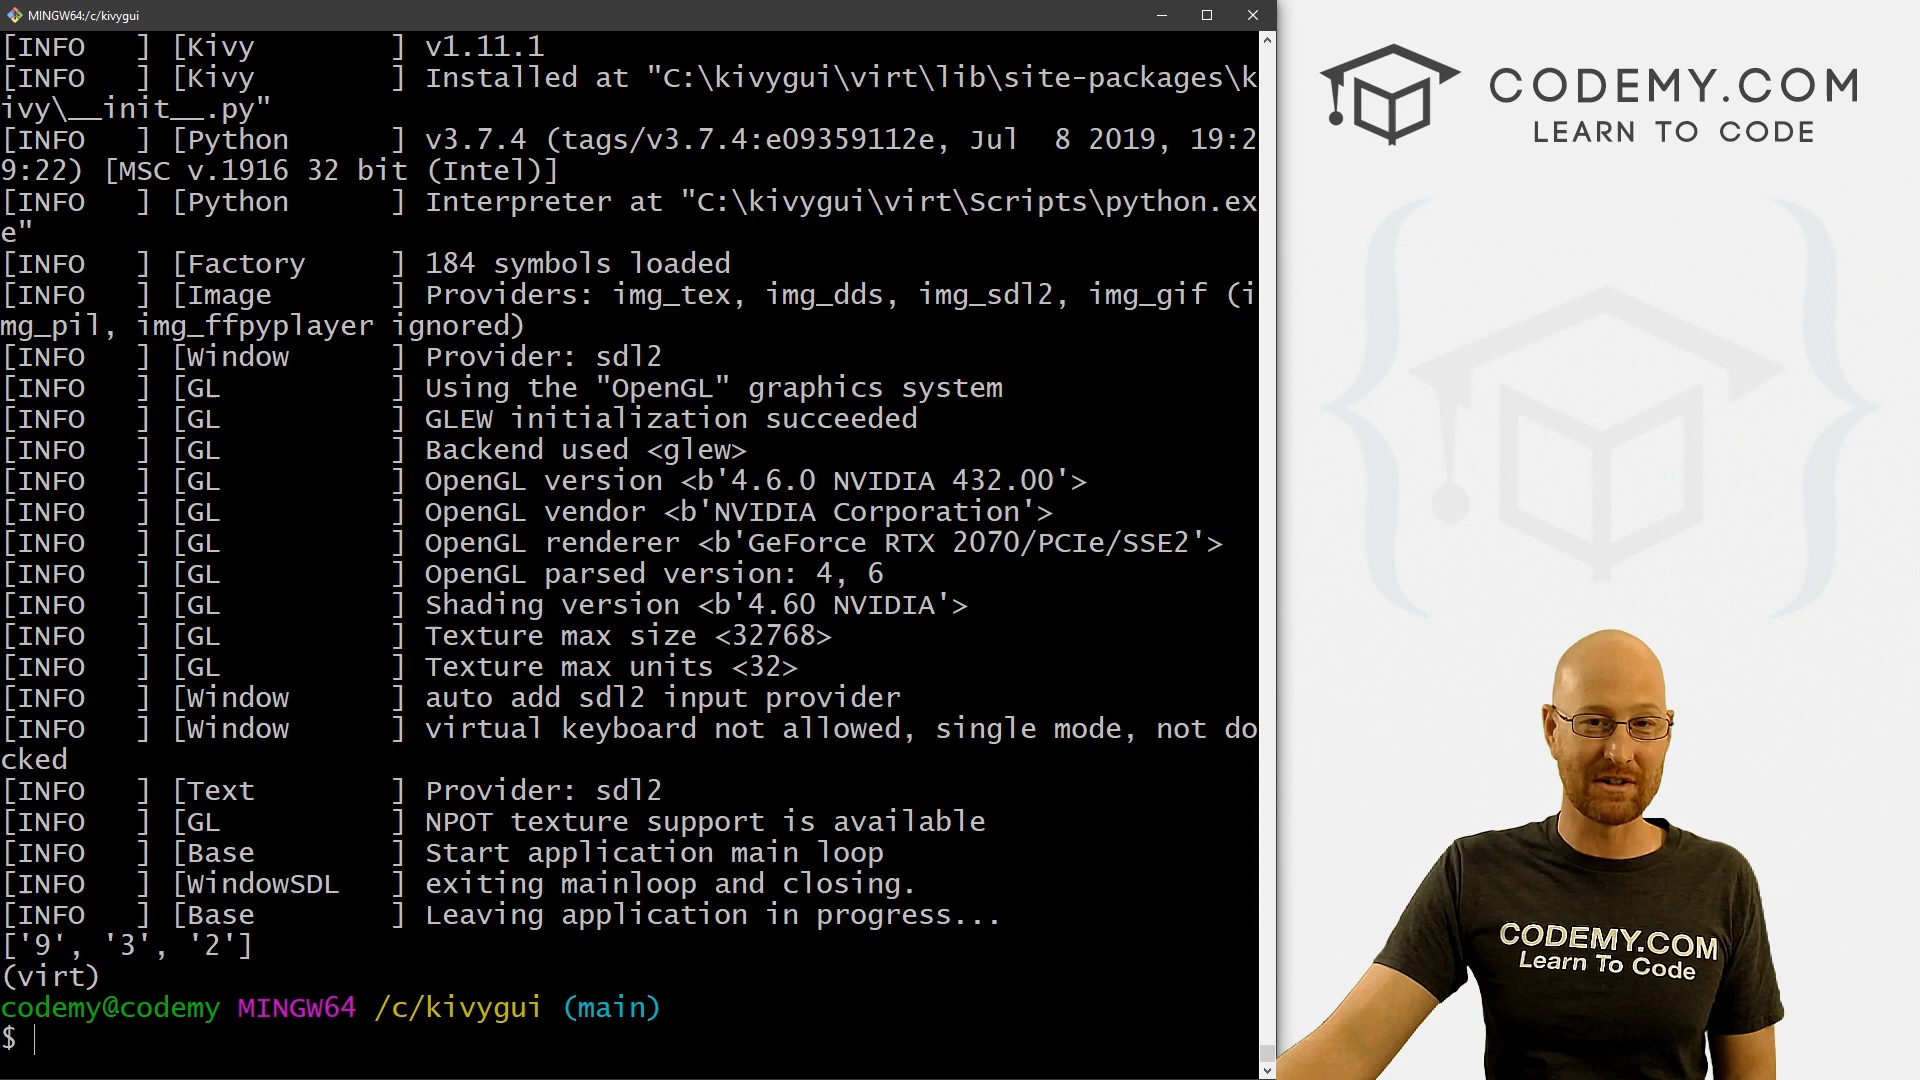 MINGW64:/c/kivygui
[INFO   ] [Kivy        ] v1.11.1
[INFO   ] [Kivy        ] Installed at "C:\kivygui\virt\lib\site-packages\k
ivy\__init__.py"
[INFO   ] [Python      ] v3.7.4 (tags/v3.7.4:e09359112e, Jul  8 2019, 19:2
9:22) [MSC v.1916 32 bit (Intel)]
[INFO   ] [Python      ] Interpreter at "C:\kivygui\virt\Scripts\python.ex
e"
[INFO   ] [Factory     ] 184 symbols loaded
[INFO   ] [Image       ] Providers: img_tex, img_dds, img_sdl2, img_gif (i
mg_pil, img_ffpyplayer ignored)
[INFO   ] [Window      ] Provider: sdl2
[INFO   ] [GL          ] Using the "OpenGL" graphics system
[INFO   ] [GL          ] GLEW initialization succeeded
[INFO   ] [GL          ] Backend used <glew>
[INFO   ] [GL          ] OpenGL version <b'4.6.0 NVIDIA 432.00'>
[INFO   ] [GL          ] OpenGL vendor <b'NVIDIA Corporation'>
[INFO   ] [GL          ] OpenGL renderer <b'GeForce RTX 2070/PCIe/SSE2'>
[INFO   ] [GL          ] OpenGL parsed version: 4, 6
[INFO   ] [GL          ] Shading version <b'4.60 NVIDIA'>
[INFO   ] [GL          ] Texture max size <32768>
[INFO   ] [GL          ] Texture max units <32>
[INFO   ] [Window      ] auto add sdl2 input provider
[INFO   ] [Window      ] virtual keyboard not allowed, single mode, not do
cked
[INFO   ] [Text        ] Provider: sdl2
[INFO   ] [GL          ] NPOT texture support is available
[INFO   ] [Base        ] Start application main loop
[INFO   ] [WindowSDL   ] exiting mainloop and closing.
[INFO   ] [Base        ] Leaving application in progress...
['9', '3', '2']
(virt)
codemy@codemy MINGW64 /c/kivygui (main)
$
CODEMY.COM
LEARN TO CODE
CODEMY.COM
Learn To Code